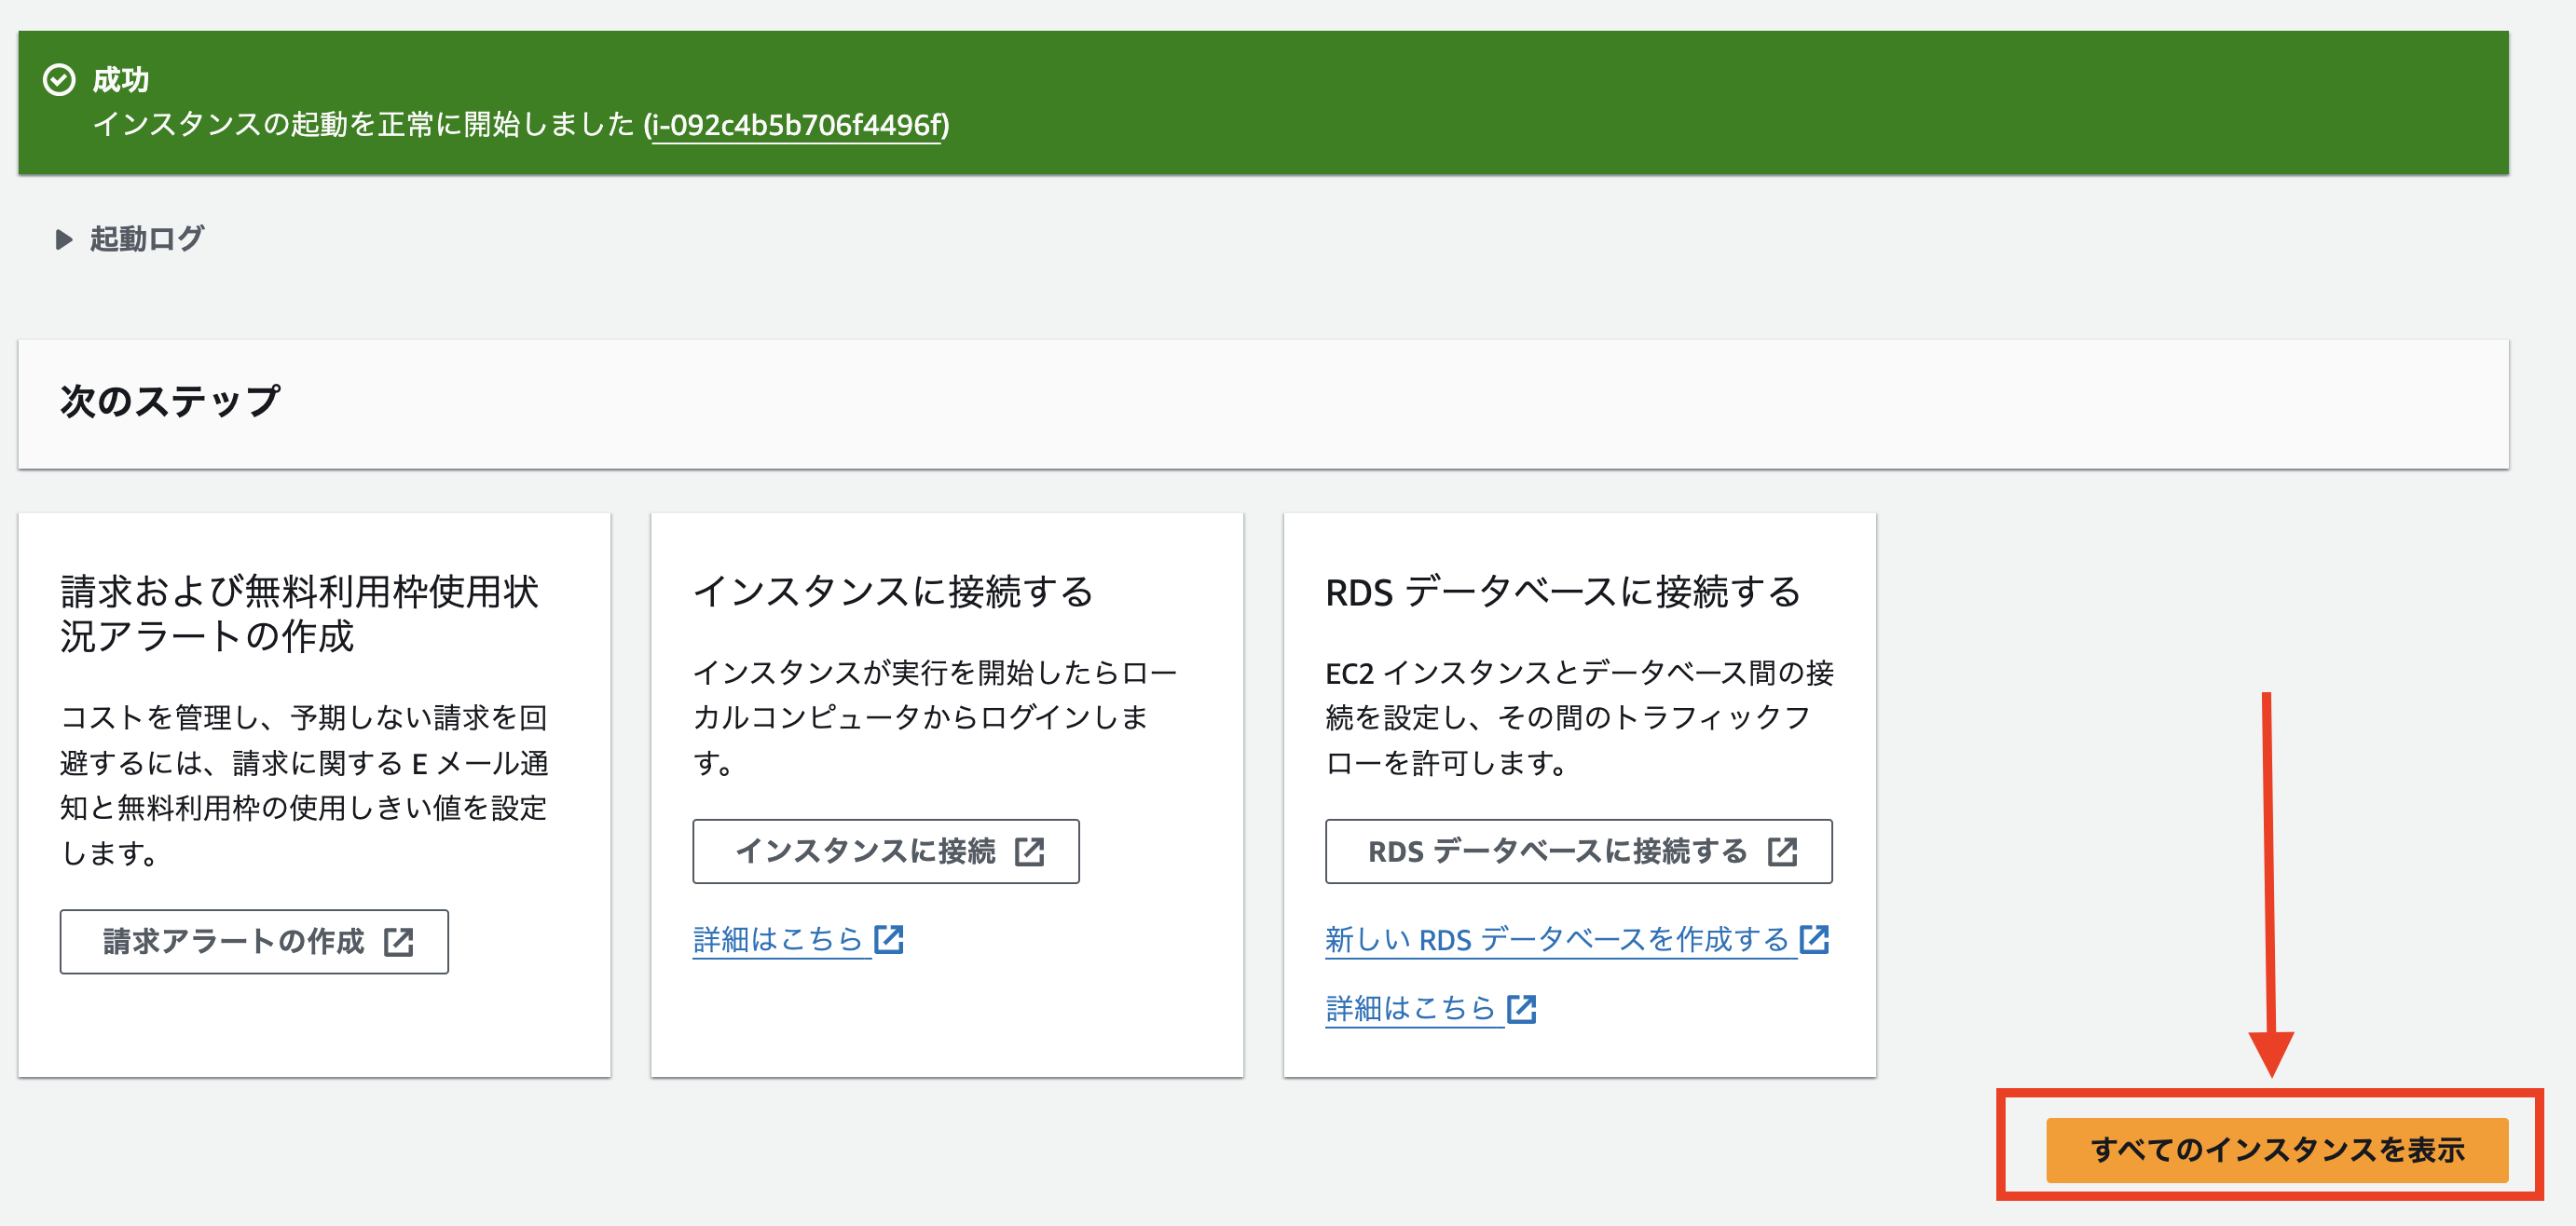 成功
インスタンスの起動を正常に開始しました (i-092c4b5b706f4496f)
起動ログ
次のステップ
請求および無料利用枠使用状
況アラートの作成
コストを管理し、予期しない請求を回
避するには、請求に関する E メール通
知と無料利用枠の使用しきい値を設定
します。
請求アラートの作成
インスタンスに接続する
インスタンスが実行を開始したらロー
カルコンピュータからログインしま
す。
インスタンスに接続
詳細はこちら
RDS データベースに接続する
EC2 インスタンスとデータベース間の接
続を設定し、その間のトラフィックフ
ローを許可します。
RDS データベースに接続する
新しい RDS データベースを作成する
詳細はこちら
すべてのインスタンスを表示